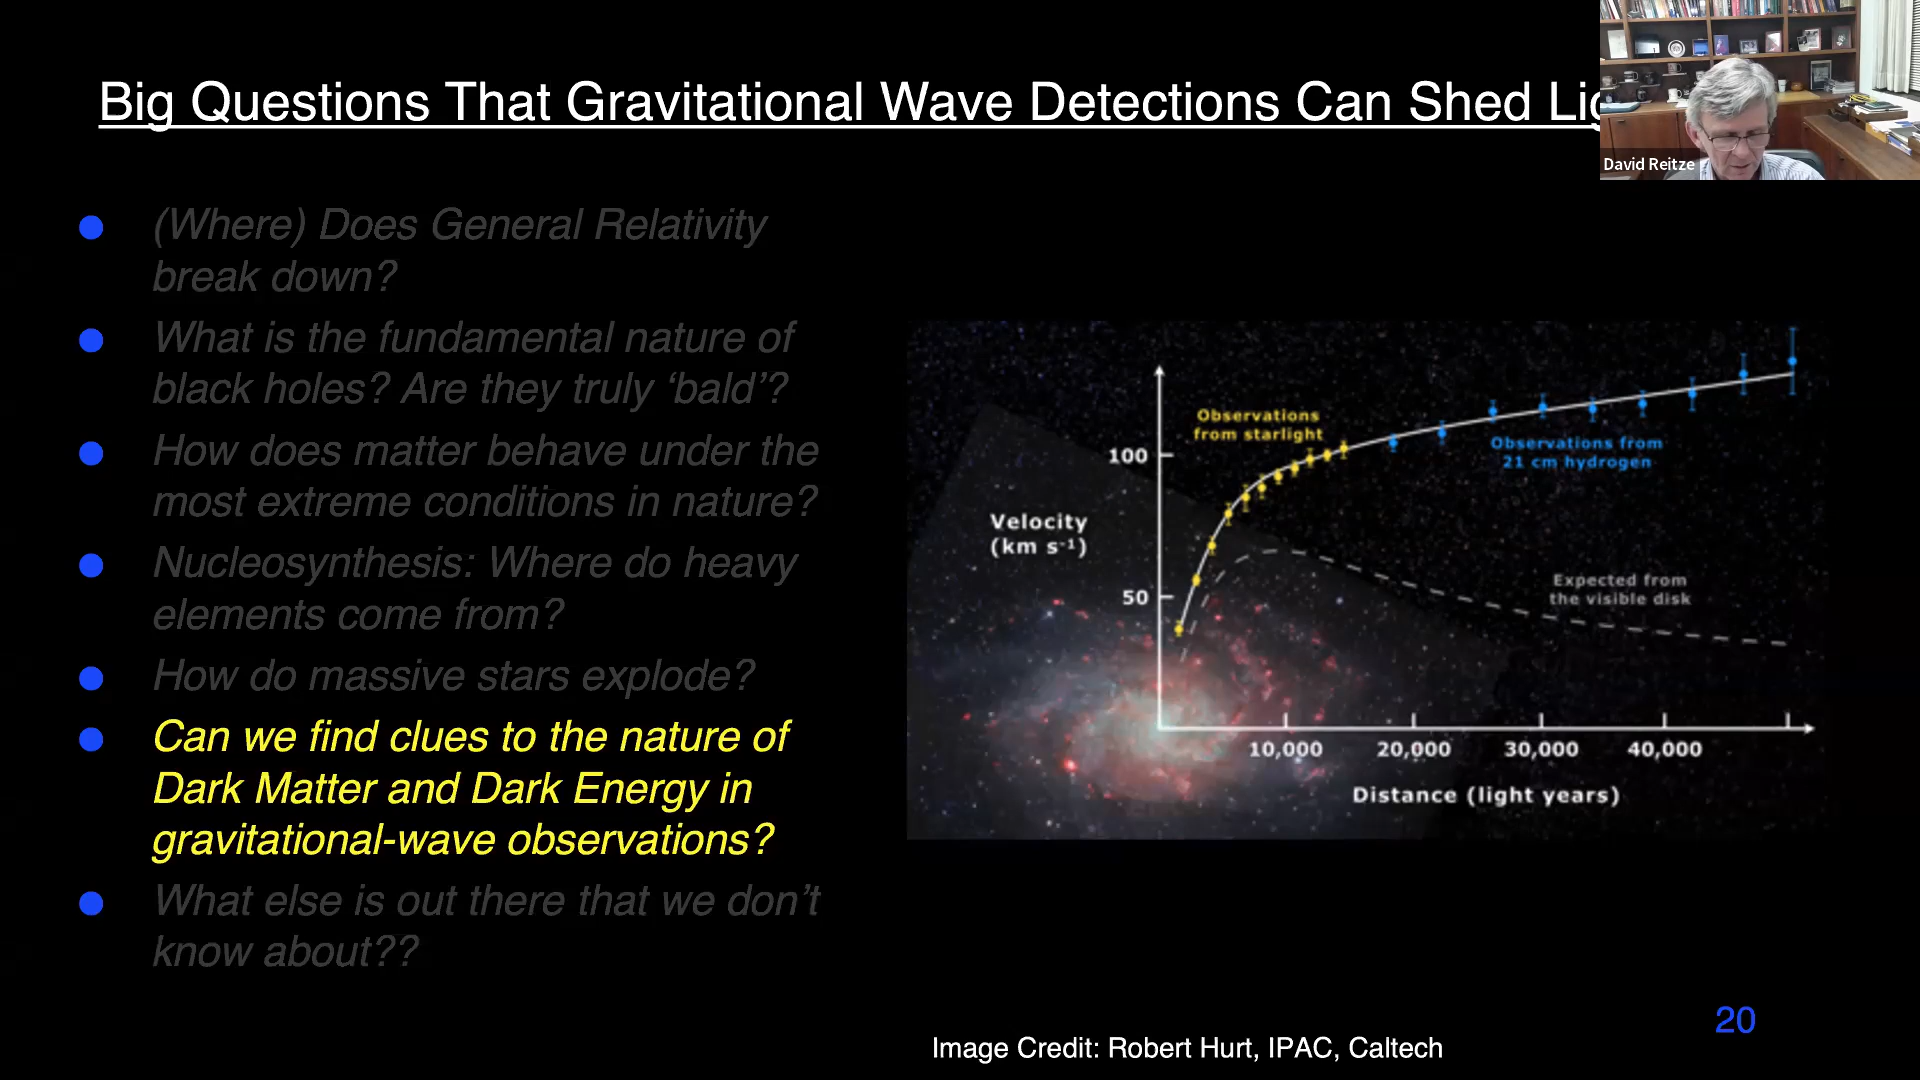 Big Questions That Gravitational Wave Detections Can Shed
David Reitze
(Where) Does General Relativity
break down?
What is the fundamental nature of
black holes? Are they truly ‘bald’?
How does matter behave under the
most extreme conditions in nature?
Nucleosynthesis: Where do heavy
elements come from?
How do massive stars explode?
Can we find clues to the nature of
Dark Matter and Dark Energy in
gravitational-wave observations?
What else is out there that we don’t
know about??
Observations
from starlight
Observations from
21 cm hydrogen
100
Velocity
(km s⁻¹)
50
Expected from
the visible disk
10,000 20,000 30,000 40,000
Distance (light years)
20
Image Credit: Robert Hurt, IPAC, Caltech